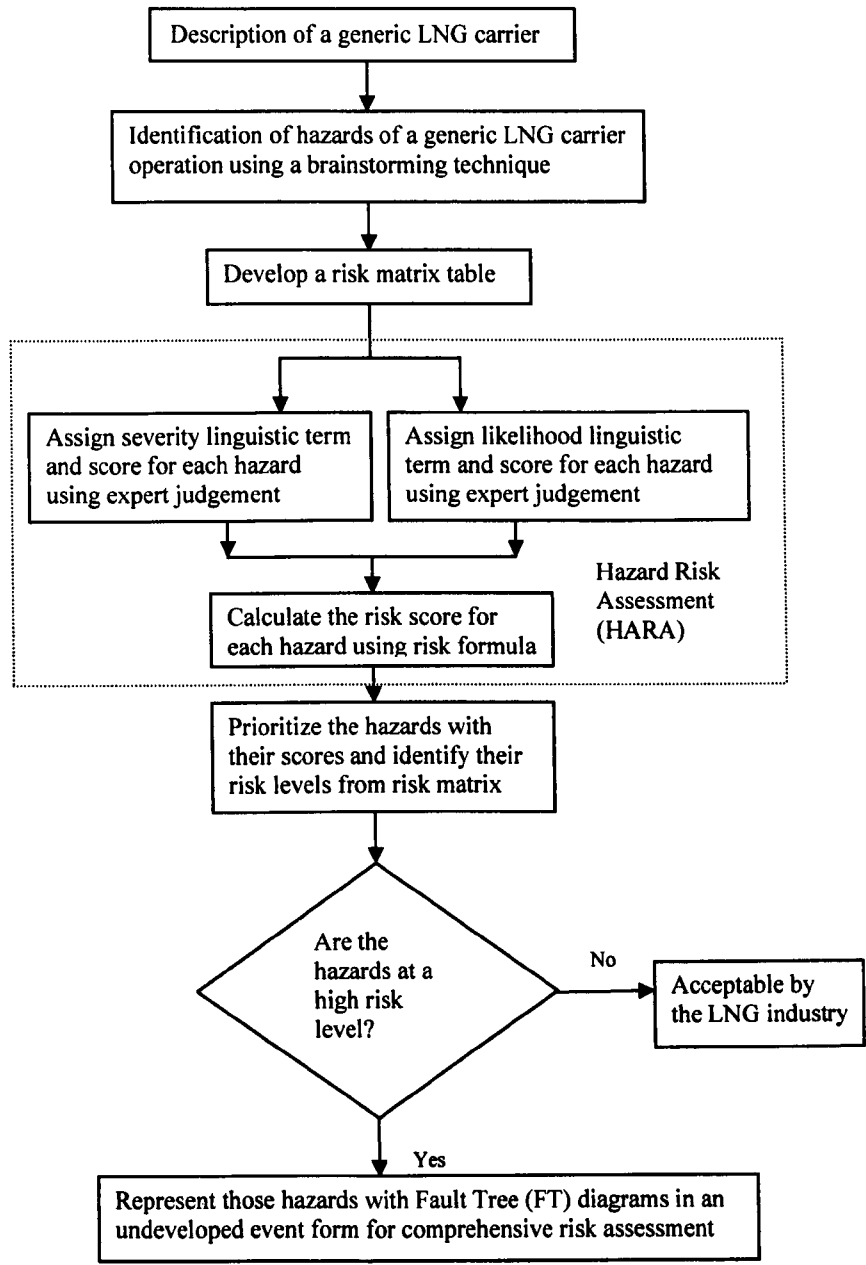 Description of a generic LNG carrier
Identification of hazards of a generic LNG carrier
operation using a brainstorming technique
Develop a risk matrix table
Assign severity linguistic term
and score for each hazard
using expert judgement
Assign likelihood linguistic
term and score for each hazard
using expert judgement
Hazard Risk
Assessment
(HARA)
Calculate the risk score for
each hazard using risk formula
Prioritize the hazards with
their scores and identify their
risk levels from risk matrix
Are the
hazards at a
high risk
level?
No
Acceptable by
the LNG industry
Yes
Represent those hazards with Fault Tree (FT) diagrams in an
undeveloped event form for comprehensive risk assessment